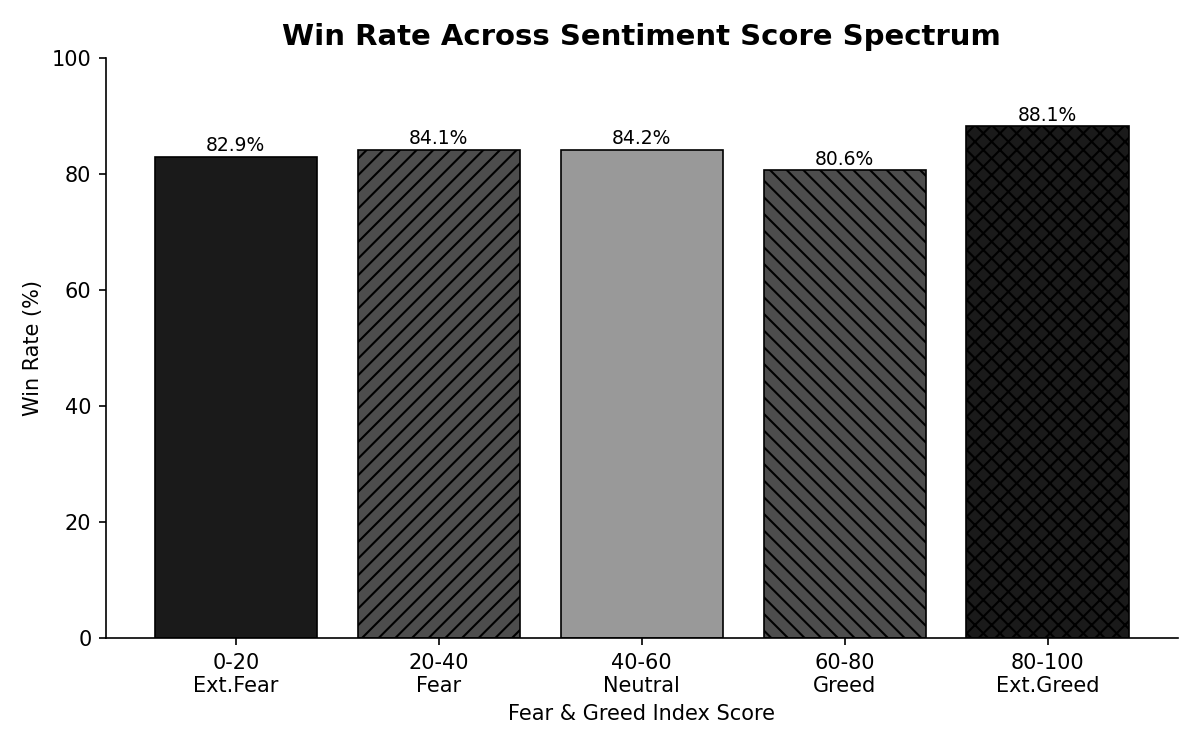 Win Rate Across Sentiment Score Spectrum
100
80
60
40
20
0
Win Rate (%)
82.9%
84.1%
84.2%
80.6%
88.1%
0-20
Ext.Fear
20-40
Fear
40-60
Neutral
60-80
Greed
80-100
Ext.Greed
Fear & Greed Index Score